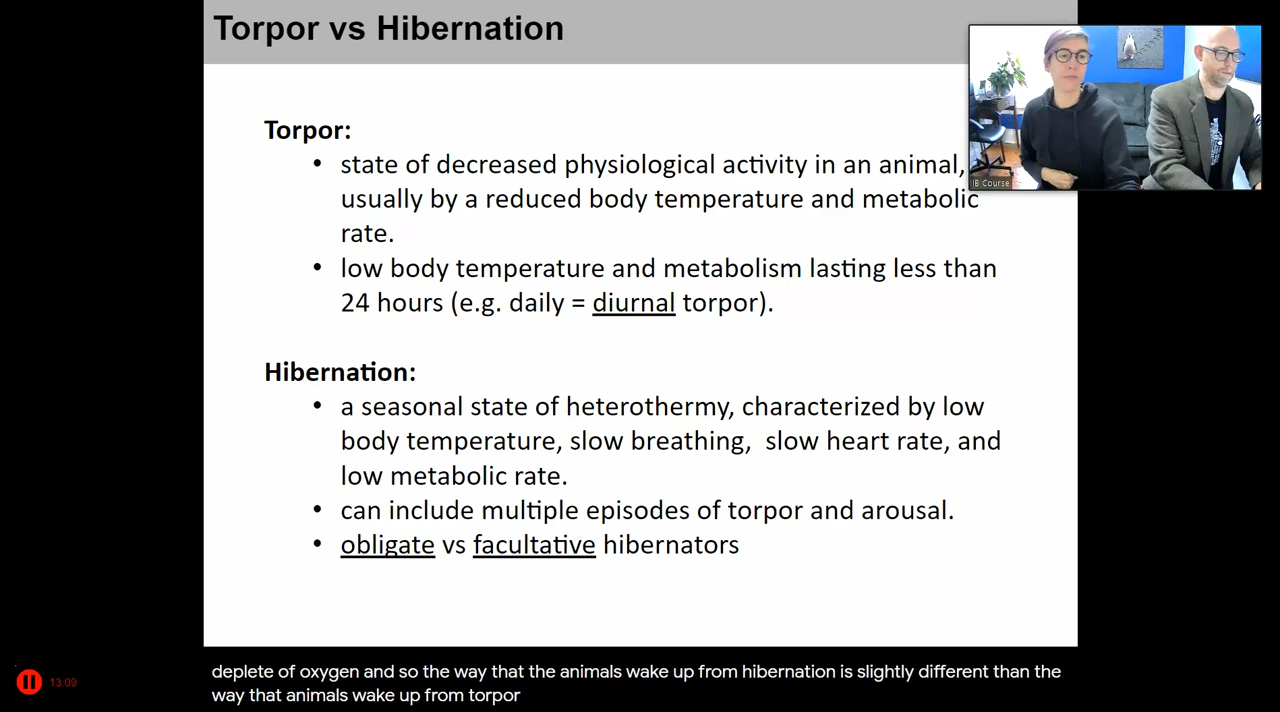 Torpor vs Hibernation
Torpor:
• state of decreased physiological activity in an animal,
usually by a reduced body temperature and metabolic
rate.
• low body temperature and metabolism lasting less than
24 hours (e.g. daily = diurnal torpor).
Hibernation:
• a seasonal state of heterothermy, characterized by low
body temperature, slow breathing,  slow heart rate, and
low metabolic rate.
• can include multiple episodes of torpor and arousal.
• obligate vs facultative hibernators
IB Course
13:09
deplete of oxygen and so the way that the animals wake up from hibernation is slightly different than the
way that animals wake up from torpor